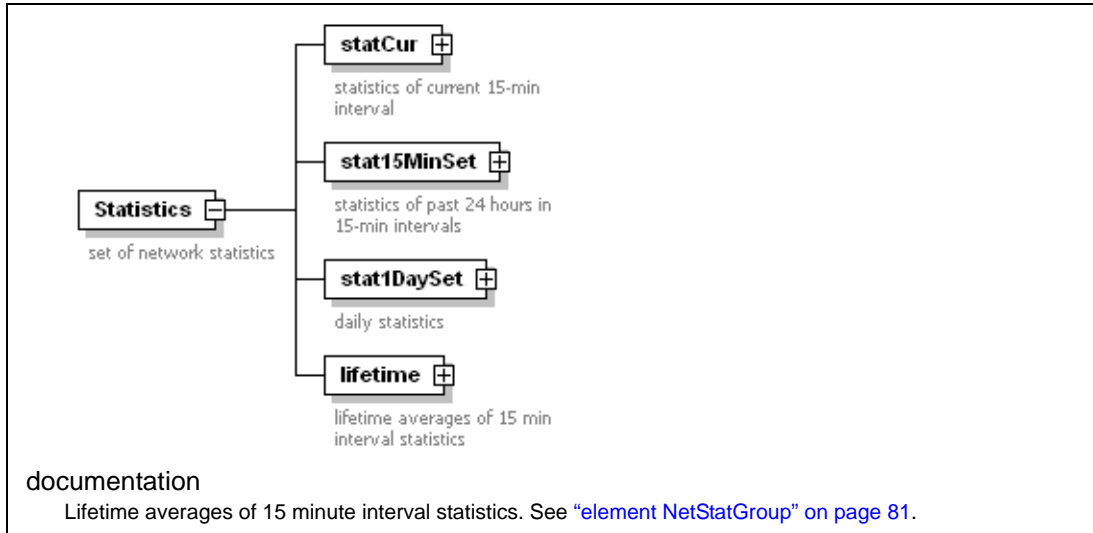 statCur
statistics of current 15-min
interval
stat15MinSet
statistics of past 24 hours in
15-min intervals
Statistics
set of network statistics
stat1DaySet
daily statistics
lifetime
lifetime averages of 15 min
interval statistics
documentation
Lifetime averages of 15 minute interval statistics. See “element NetStatGroup” on page 81.